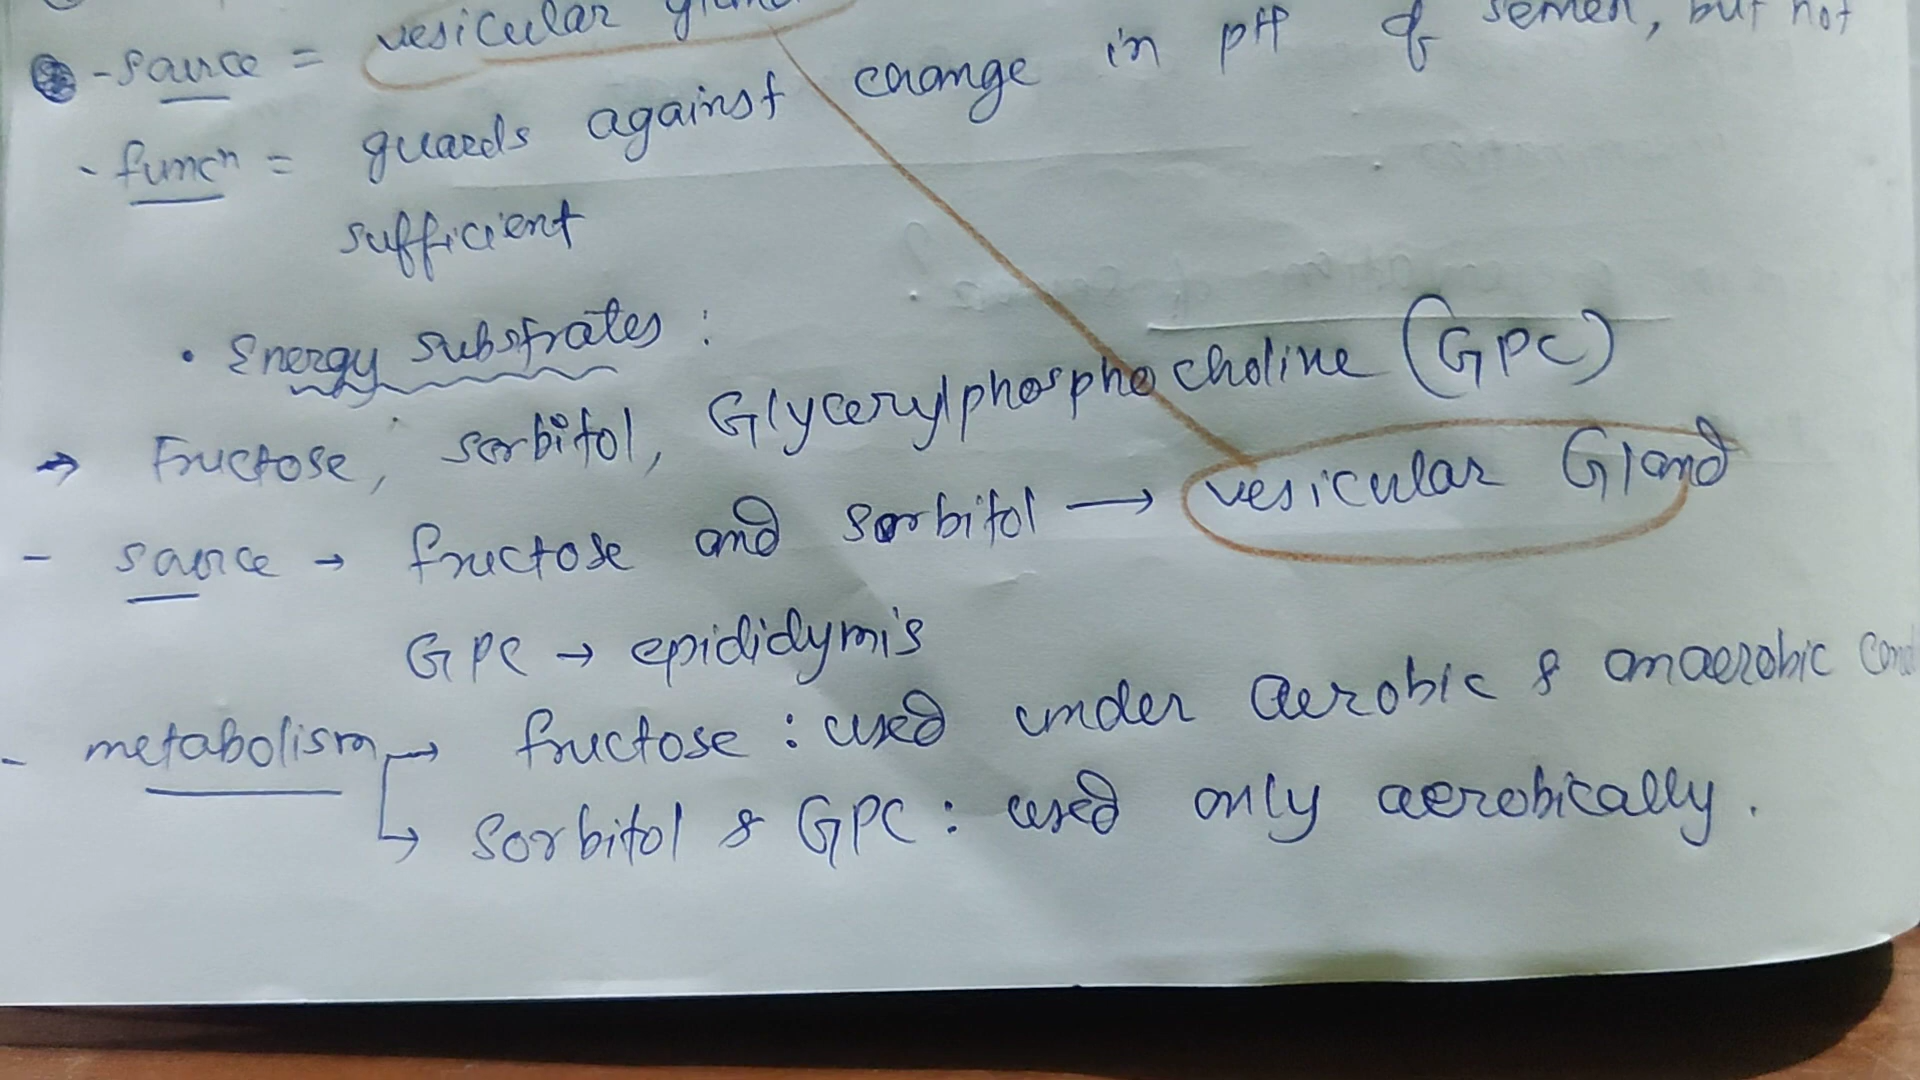 - source = vesicular gland
- funcn = guards against change in pH of semen, but not
sufficient
• Energy substrates :
→ Fructose, sorbitol, Glycerylphosphocholine (GPC)
- source → fructose and sorbitol → vesicular Gland
GPC → epididymis
- metabolism → fructose : used under aerobic & anaerobic
↳ Sorbitol & GPC : used only aerobically.